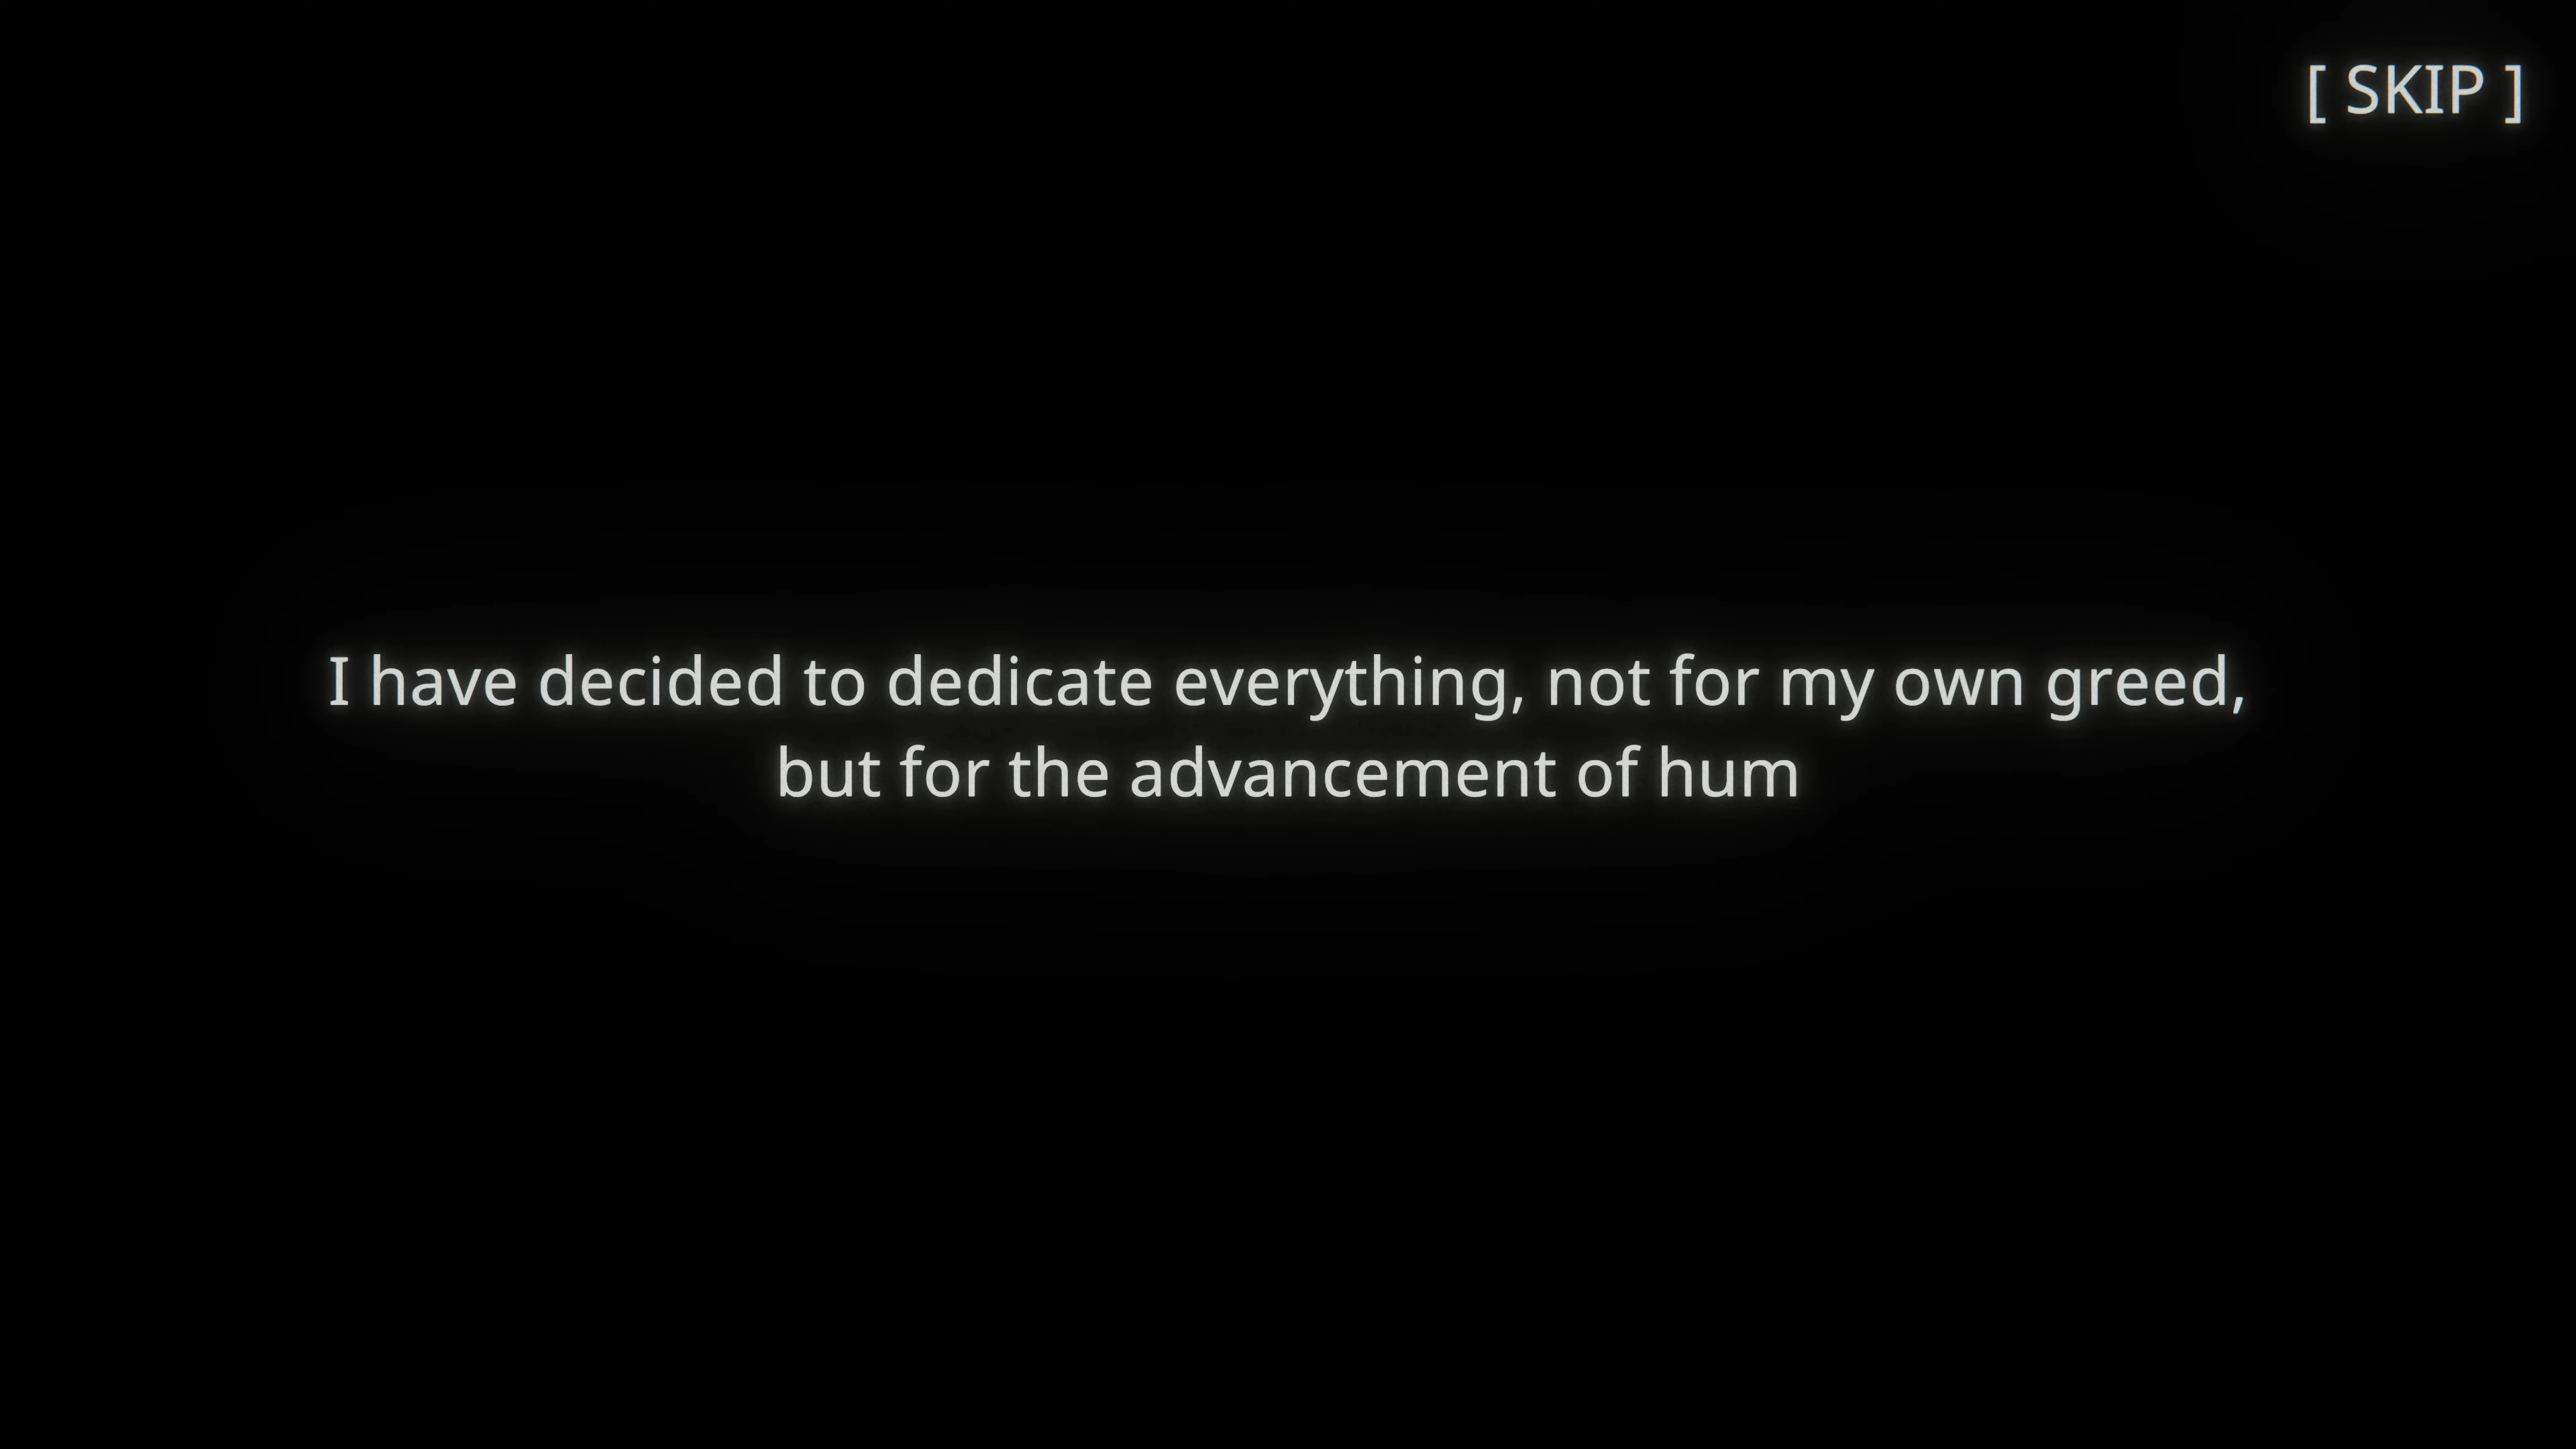 [ SKIP ]
I have decided to dedicate everything, not for my own greed,
but for the advancement of hum